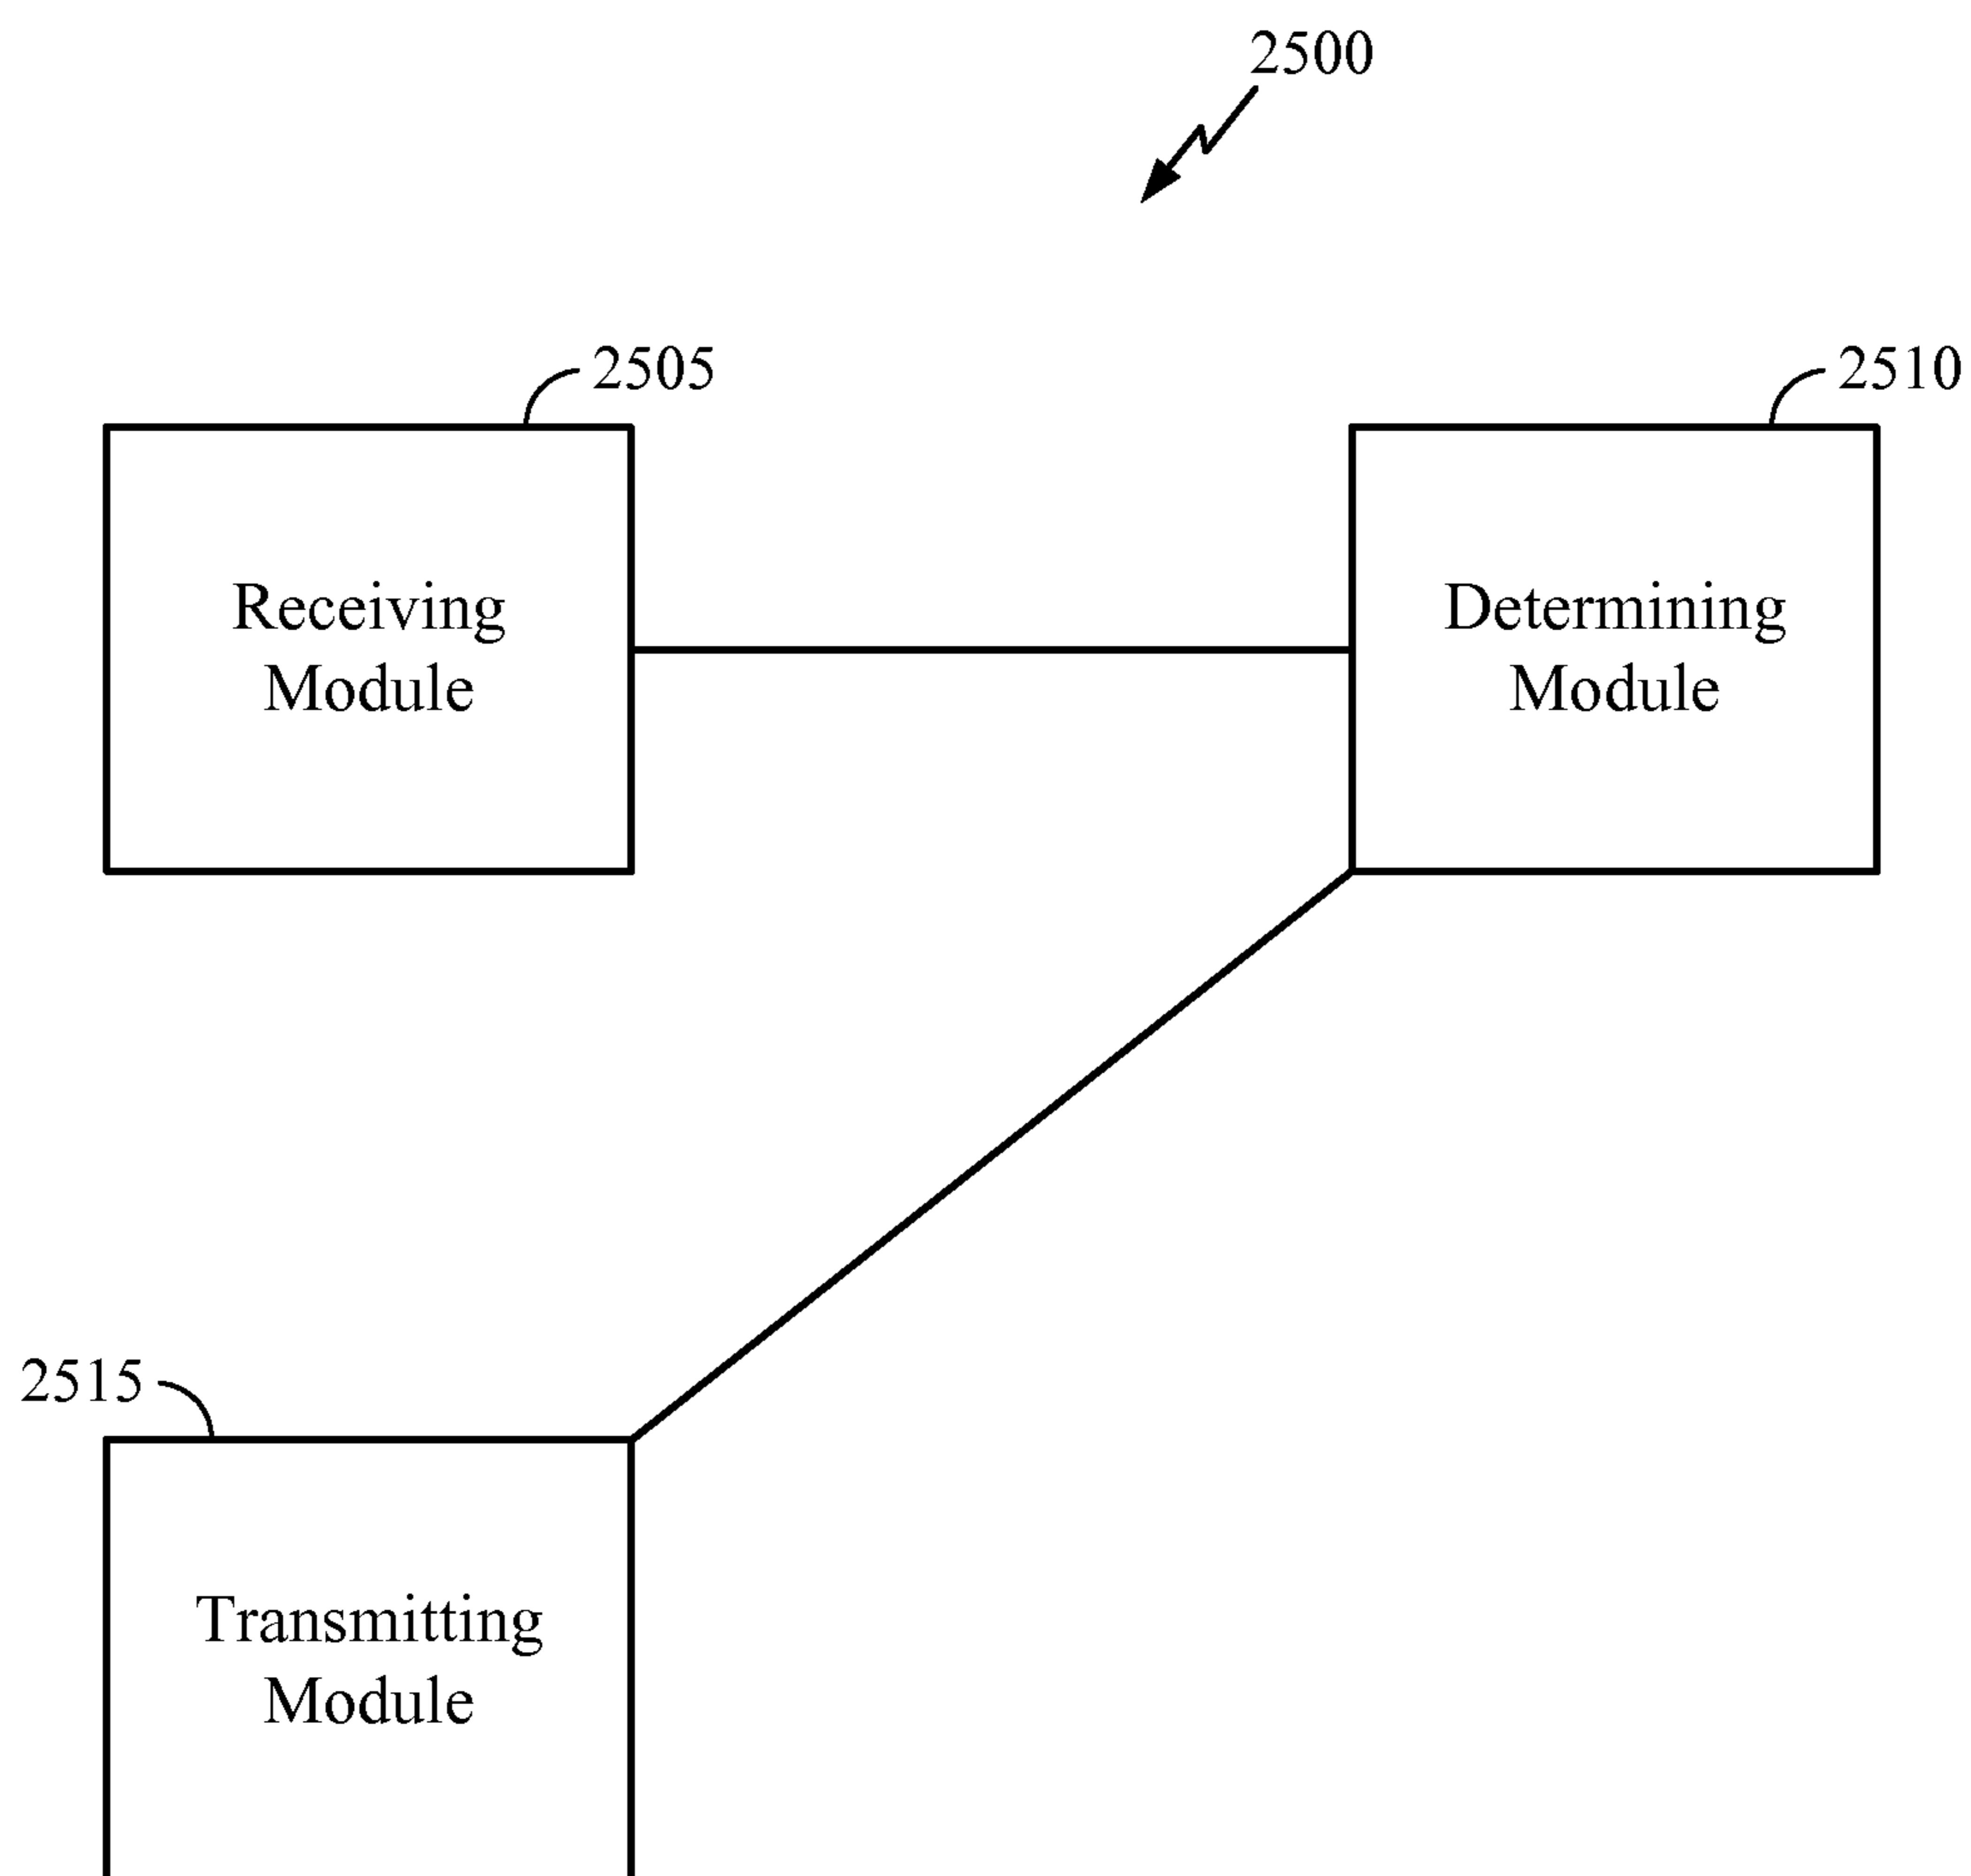 2500
2505
2510
Receiving
Module
Determining
Module
2515
Transmitting
Module